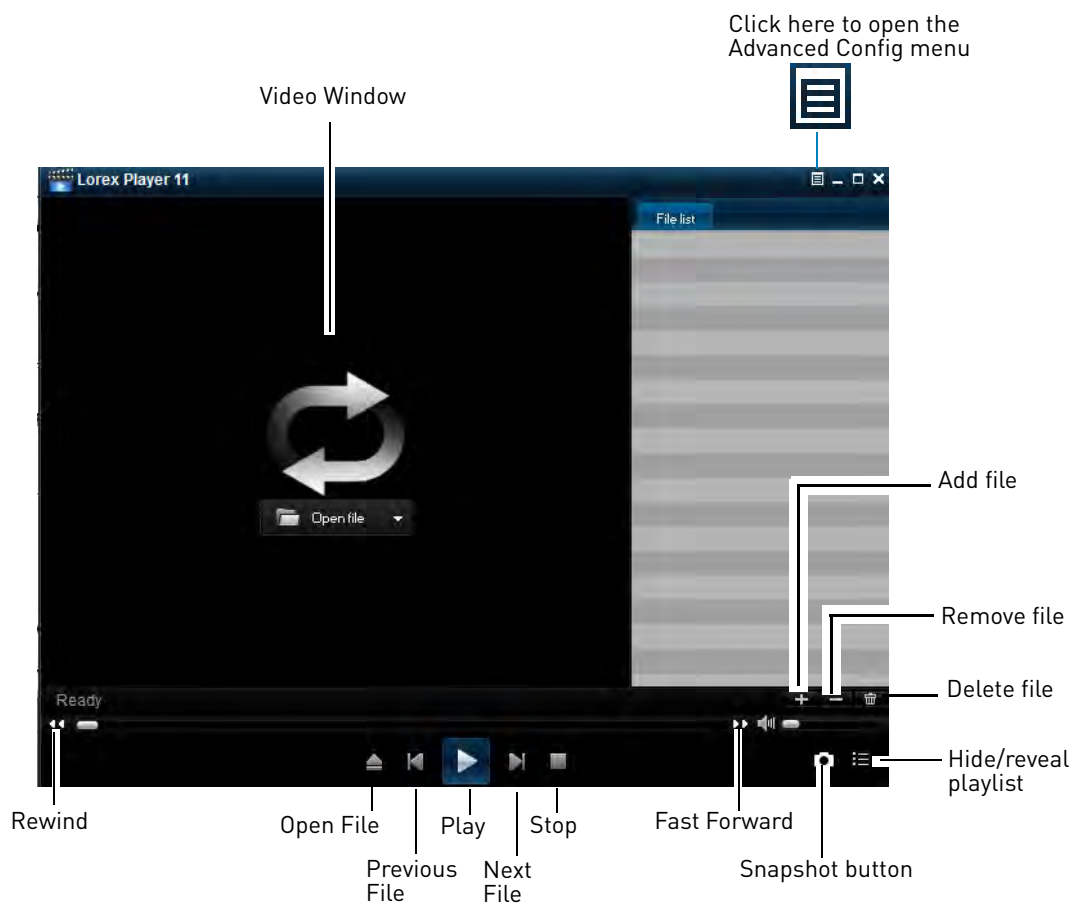 Click here to open the
Advanced Config menu
Video Window
Lorex Player 11
File list
Open file
Add file
Remove file
Delete file
Ready
Hide/reveal
playlist
Rewind
Open File
Play
Stop
Fast Forward
Previous
File
Next
File
Snapshot button